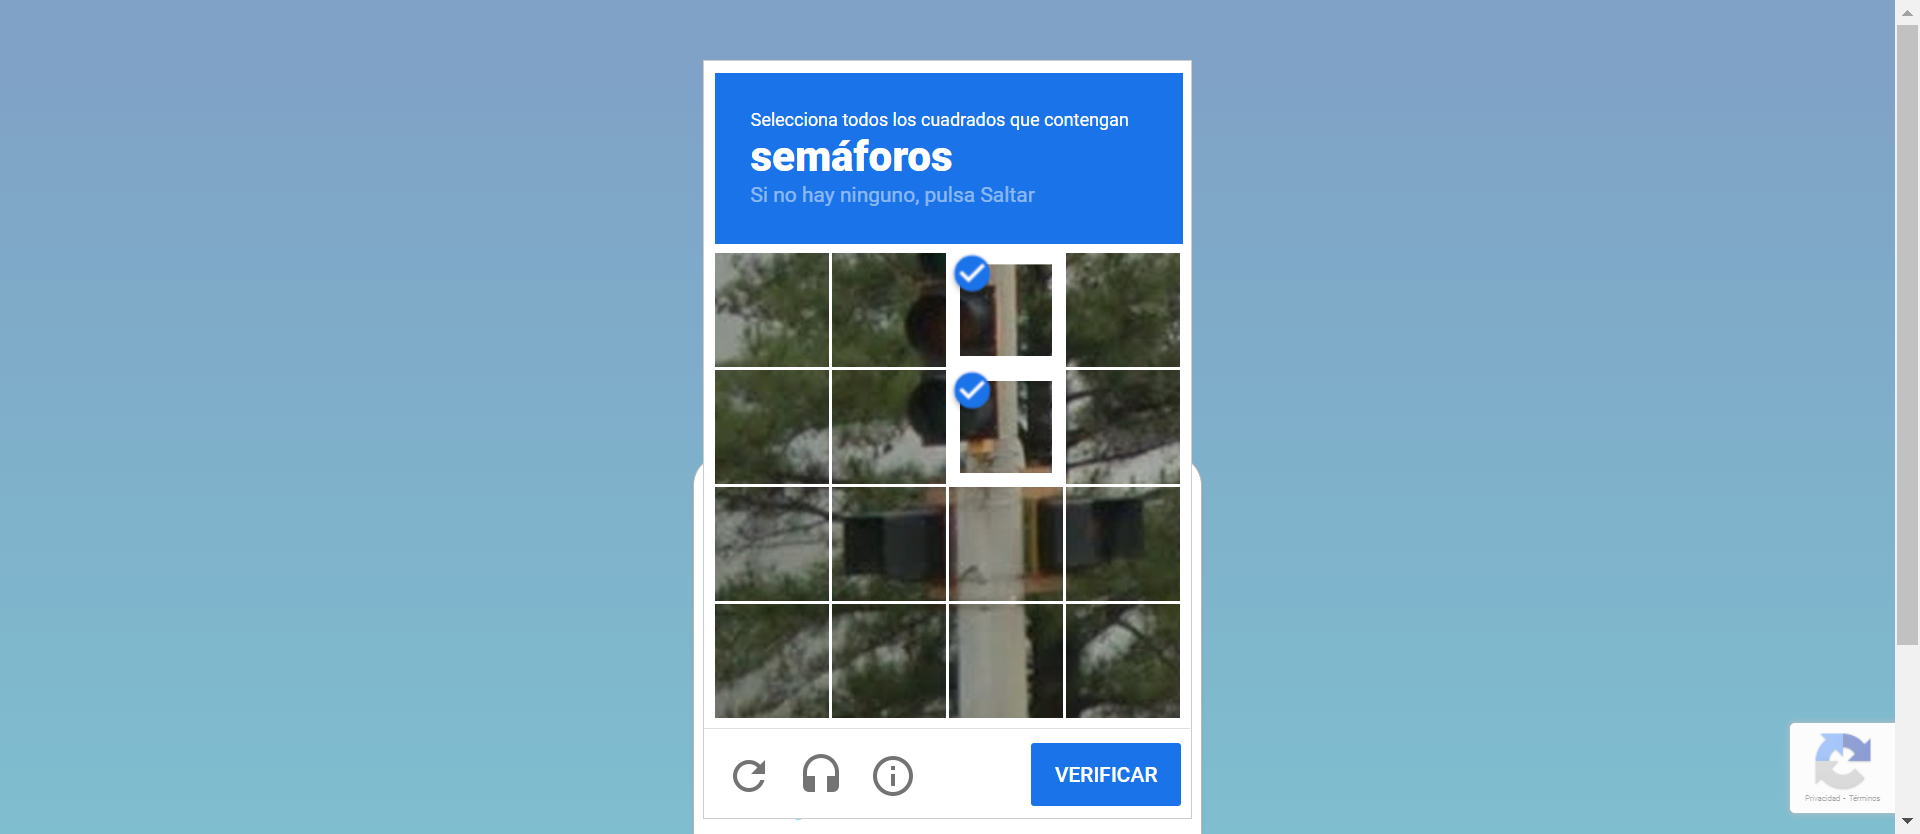 Selecciona todos los cuadrados que contengan
semáforos
Si no hay ninguno, pulsa Saltar
VERIFICAR
Privacidad - Términos